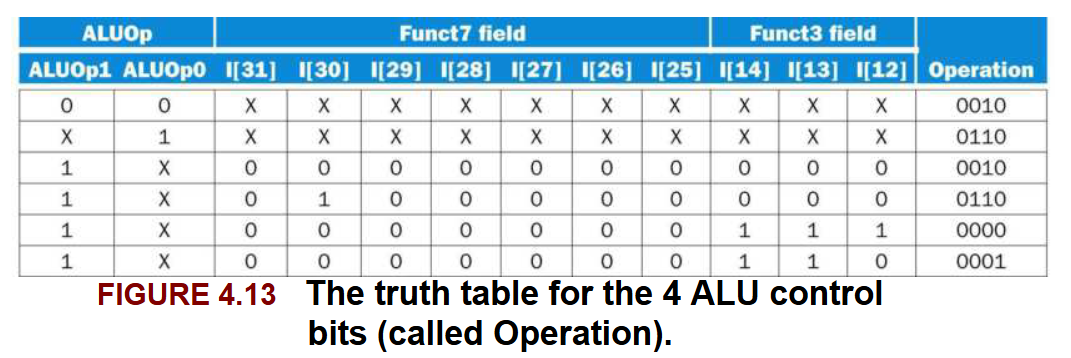 ALUOp Funct7 field Funct3 field
ALUOp1 ALUOp0 I[31] I[30] I[29] I[28] I[27] I[26] I[25] I[14] I[13] I[12] Operation
0 0 X X X X X X X X X X 0010
X 1 X X X X X X X X X X 0110
1 X 0 0 0 0 0 0 0 0 0 0 0010
1 X 0 1 0 0 0 0 0 0 0 0 0110
1 X 0 0 0 0 0 0 0 1 1 1 0000
1 X 0 0 0 0 0 0 0 1 1 0 0001
FIGURE 4.13 The truth table for the 4 ALU control
bits (called Operation).